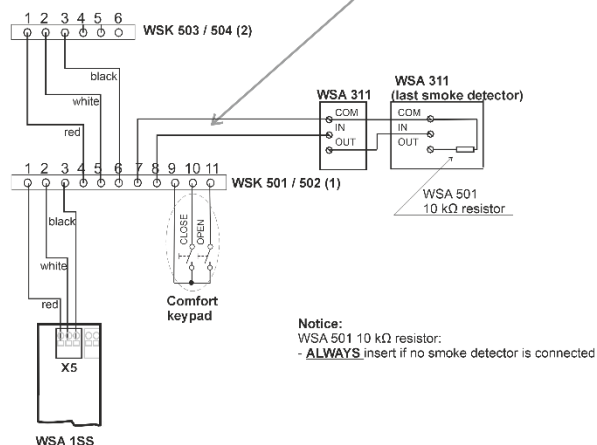 1 2 3 4 5 6
WSK 503 / 504 (2)
black
white
red
WSA 311
WSA 311
(last smoke detector)
COM
IN
OUT
COM
IN
OUT
1 2 3 4 5 6 7 8 9 10 11
WSK 501 / 502 (1)
WSA 501
10 kΩ resistor
black
white
red
CLOSE
OPEN
Comfort
keypad
X5
WSA 1SS
Notice:
WSA 501 10 kΩ resistor:
- ALWAYS insert if no smoke detector is connected